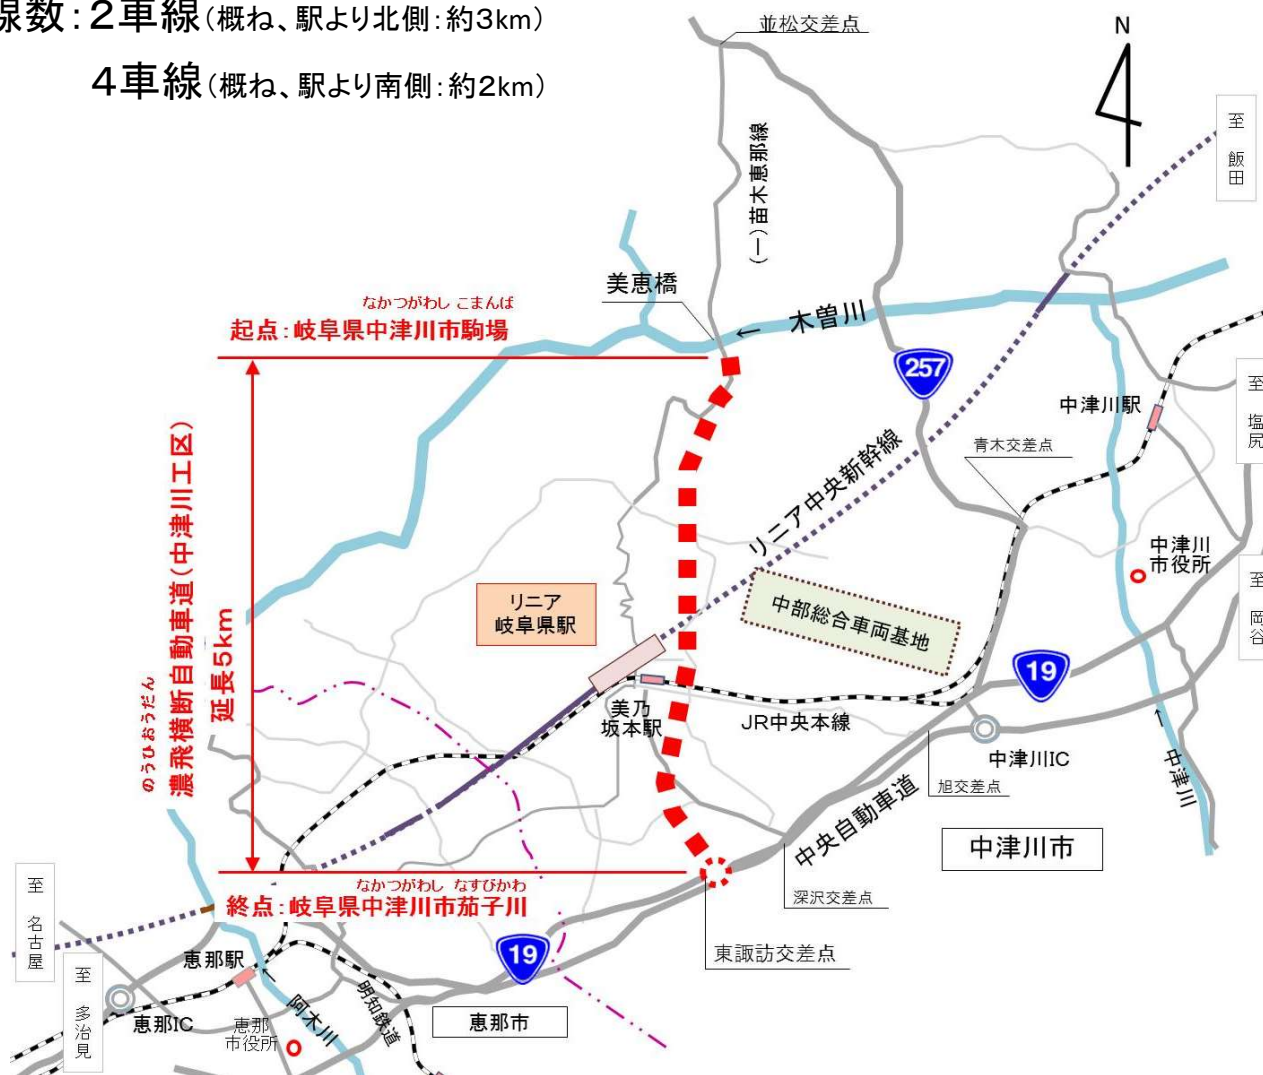 線数:2車線(概ね、駅より北側:約3km)
4車線(概ね、駅より南側:約2km)
並松交差点
N
至 飯田
(一)苗木恵那線
美恵橋
← 木曽川
なかつがわし こまんば
起点:岐阜県中津川市駒場
257
中津川駅
至 塩尻
青木交差点
リニア中央新幹線
中津川
市役所
至 岡谷
のうひおうだん
濃飛横断自動車道(中津川工区)
延長5km
リニア
岐阜県駅
中部総合車両基地
19
美乃
坂本駅
JR中央本線
中津川IC
旭交差点
← 中津川
中央自動車道
中津川市
深沢交差点
なかつがわし なすびかわ
終点:岐阜県中津川市茄子川
東諏訪交差点
19
至 名古屋
恵那駅
←
至 多治見
恵那IC
恵那
市役所
阿木川
明知鉄道
恵那市